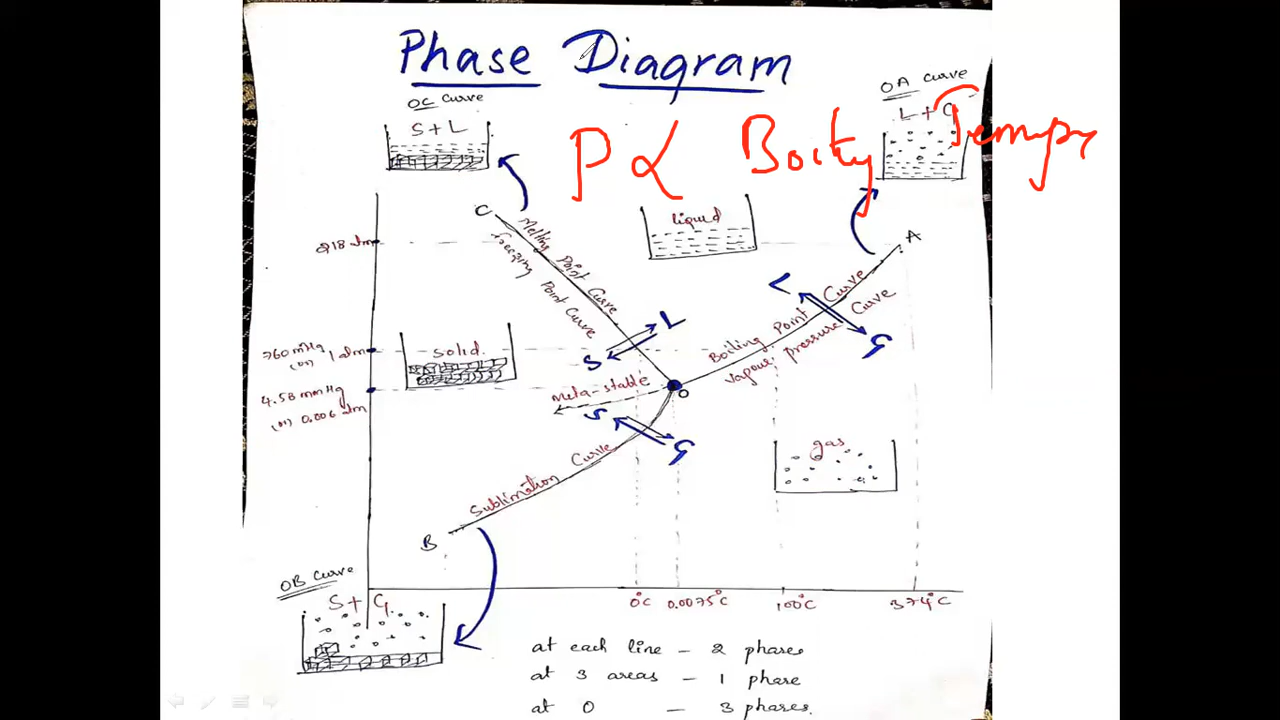 Phase Diagram
OC curve
S + L
OA curve
L + G
P ∝ Boity Tempr
C
liquid
A
218 atm
Melting Point Curve
freezing Point Curve
L
S
Boiling Point Curve
Vapour pressure Curve
L
G
760 mmHg
(or) 1 atm
solid
4.58 mmHg
(or) 0.006 atm
meta-stable
O
S
G
Sublimation Curve
gas
B
OB curve
S + G
0°C 0.0075°C 100°C 374°C
at each line - 2 phases
at 3 areas - 1 phase
at O - 3 phases.